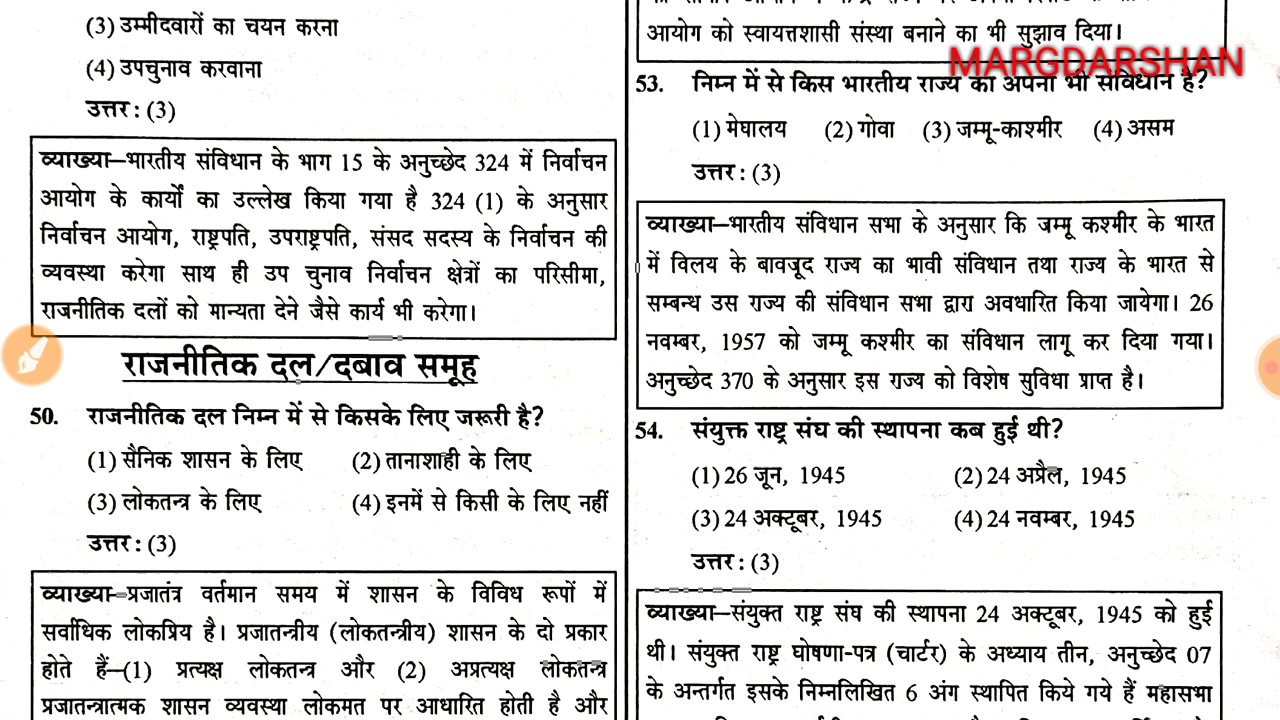 (3) उम्मीदवारों का चयन करना
(4) उपचुनाव करवाना
उत्तर : (3)
व्याख्या–भारतीय संविधान के भाग 15 के अनुच्छेद 324 में निर्वाचन
आयोग के कार्यों का उल्लेख किया गया है 324 (1) के अनुसार
निर्वाचन आयोग, राष्ट्रपति, उपराष्ट्रपति, संसद सदस्य के निर्वाचन की
व्यवस्था करेगा साथ ही उप चुनाव निर्वाचन क्षेत्रों का परिसीमा,
राजनीतिक दलों को मान्यता देने जैसे कार्य भी करेगा।
राजनीतिक दल/दबाव समूह
50. राजनीतिक दल निम्न में से किसके लिए जरूरी है?
(1) सैनिक शासन के लिए (2) तानाशाही के लिए
(3) लोकतन्त्र के लिए (4) इनमें से किसी के लिए नहीं
उत्तर : (3)
व्याख्या–प्रजातंत्र वर्तमान समय में शासन के विविध रूपों में
सर्वाधिक लोकप्रिय है। प्रजातन्त्रीय (लोकतन्त्रीय) शासन के दो प्रकार
होते हैं–(1) प्रत्यक्ष लोकतन्त्र और (2) अप्रत्यक्ष लोकतन्त्र
प्रजातन्त्रात्मक शासन व्यवस्था लोकमत पर आधारित होती है और
आयोग को स्वायत्तशासी संस्था बनाने का भी सुझाव दिया।
MARGDARSHAN
53. निम्न में से किस भारतीय राज्य का अपना भी संविधान है?
(1) मेघालय (2) गोवा (3) जम्मू-काश्मीर (4) असम
उत्तर : (3)
व्याख्या–भारतीय संविधान सभा के अनुसार कि जम्मू कश्मीर के भारत
में विलय के बावजूद राज्य का भावी संविधान तथा राज्य के भारत से
सम्बन्ध उस राज्य की संविधान सभा द्वारा अवधारित किया जायेगा। 26
नवम्बर, 1957 को जम्मू कश्मीर का संविधान लागू कर दिया गया।
अनुच्छेद 370 के अनुसार इस राज्य को विशेष सुविधा प्राप्त है।
54. संयुक्त राष्ट्र संघ की स्थापना कब हुई थी?
(1) 26 जून, 1945 (2) 24 अप्रैल, 1945
(3) 24 अक्टूबर, 1945 (4) 24 नवम्बर, 1945
उत्तर : (3)
व्याख्या–संयुक्त राष्ट्र संघ की स्थापना 24 अक्टूबर, 1945 को हुई
थी। संयुक्त राष्ट्र घोषणा-पत्र (चार्टर) के अध्याय तीन, अनुच्छेद 07
के अन्तर्गत इसके निम्नलिखित 6 अंग स्थापित किये गये हैं महासभा